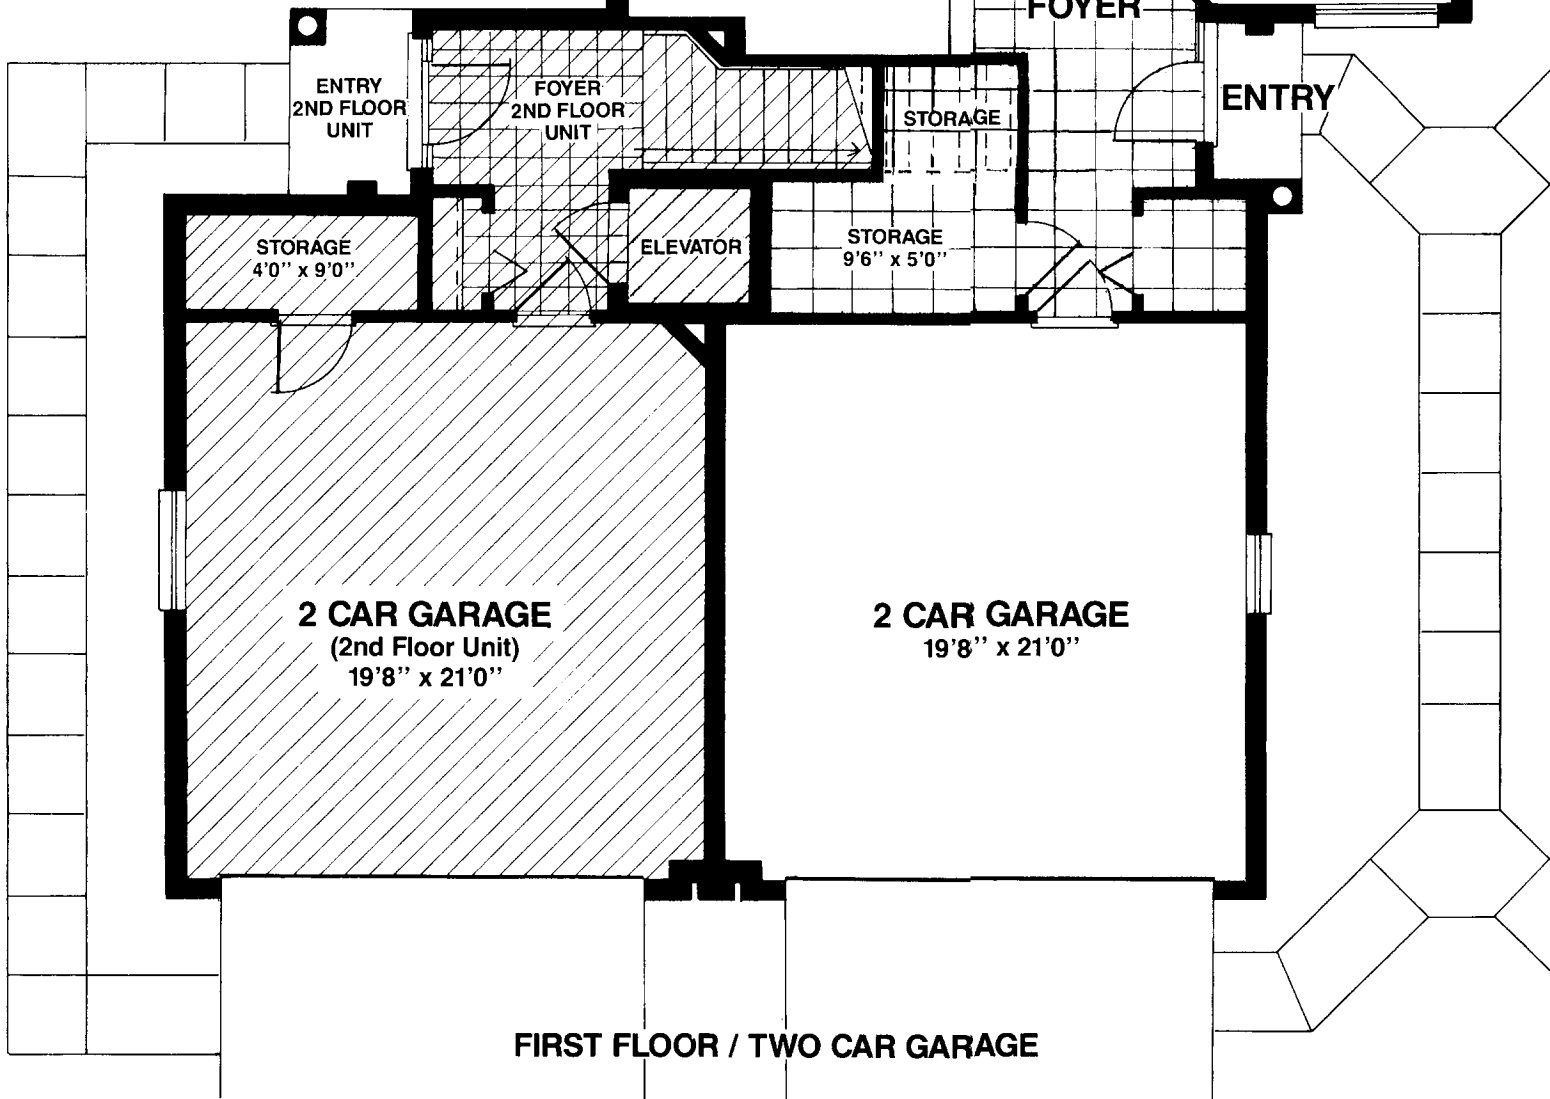 FOYER
ENTRY
2ND FLOOR
UNIT
FOYER
2ND FLOOR
UNIT
STORAGE
ENTRY
STORAGE
4'0'' x 9'0''
ELEVATOR
STORAGE
9'6'' x 5'0''
2 CAR GARAGE
(2nd Floor Unit)
19'8'' x 21'0''
2 CAR GARAGE
19'8'' x 21'0''
FIRST FLOOR / TWO CAR GARAGE